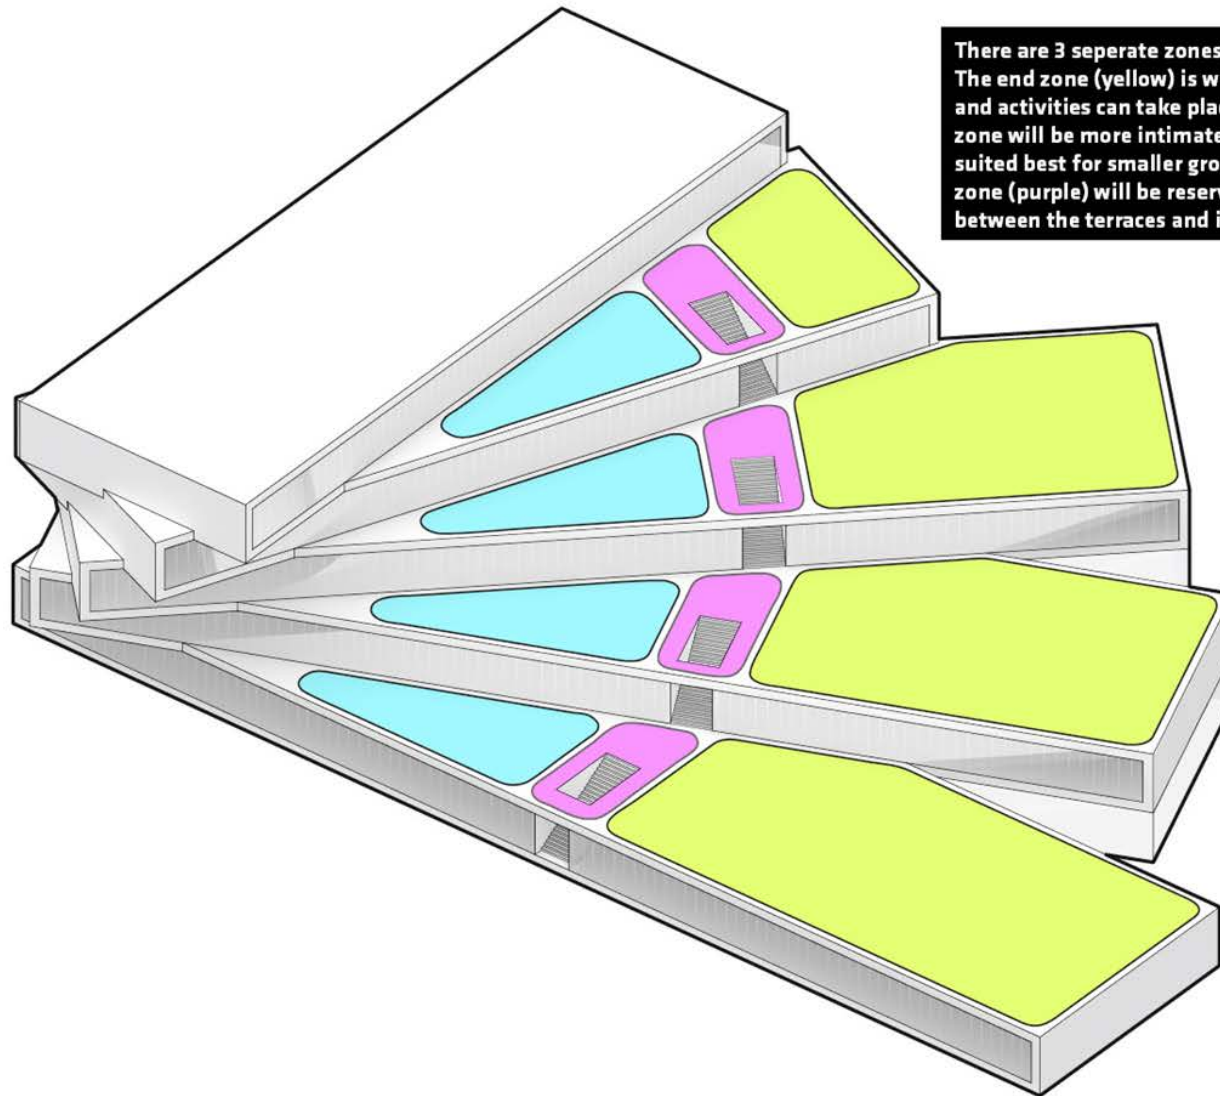 There are 3 seperate zones
The end zone (yellow) is w
and activities can take pla
zone will be more intimate
suited best for smaller gro
zone (purple) will be reserv
between the terraces and i